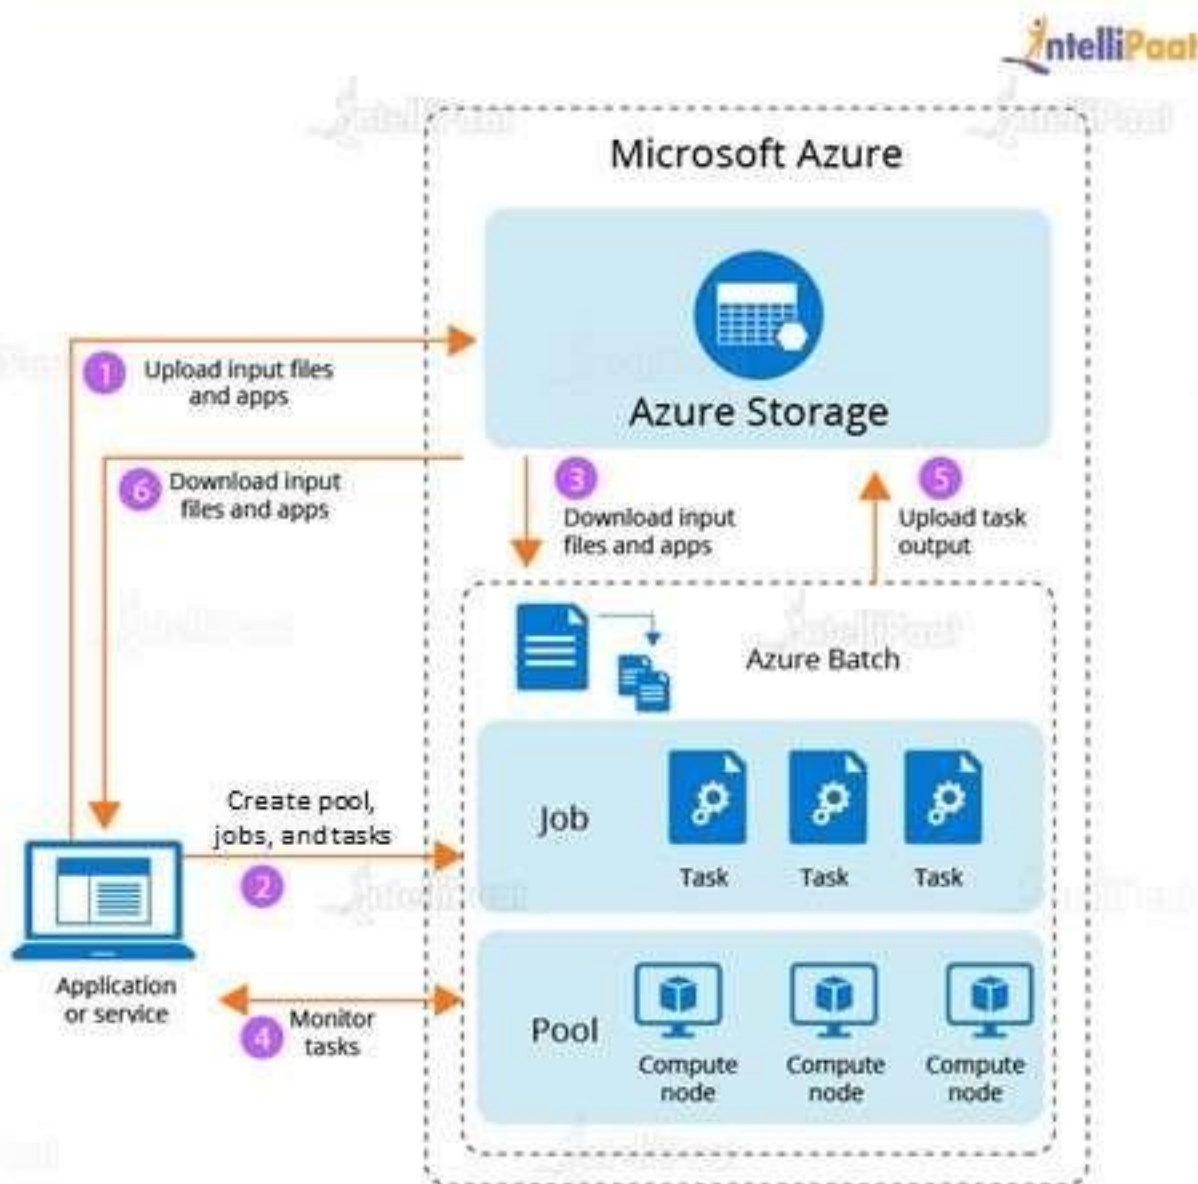 IntelliPaat
Microsoft Azure
Azure Storage
1
Upload input files
and apps
6
Download input
files and apps
3
Download input
files and apps
5
Upload task
output
Azure Batch
Create pool,
jobs, and tasks
2
Job
Task
Task
Task
Application
or service
4
Monitor
tasks
Pool
Compute
node
Compute
node
Compute
node